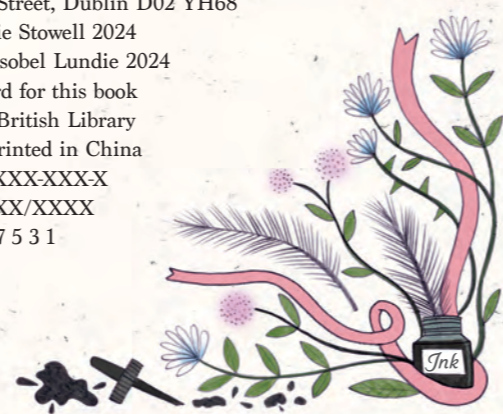 Street, Dublin D02 YH68
ie Stowell 2024
sobel Lundie 2024
rd for this book
British Library
rinted in China
XXX-XXX-X
XX/XXXX
7 5 3 1
Ink